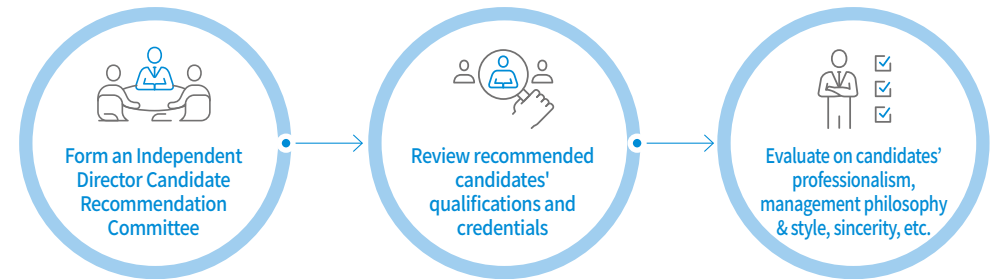 Form an Independent
Director Candidate
Recommendation
Committee
Review recommended
candidates'
qualifications and
credentials
Evaluate on candidates’
professionalism,
management philosophy
& style, sincerity, etc.